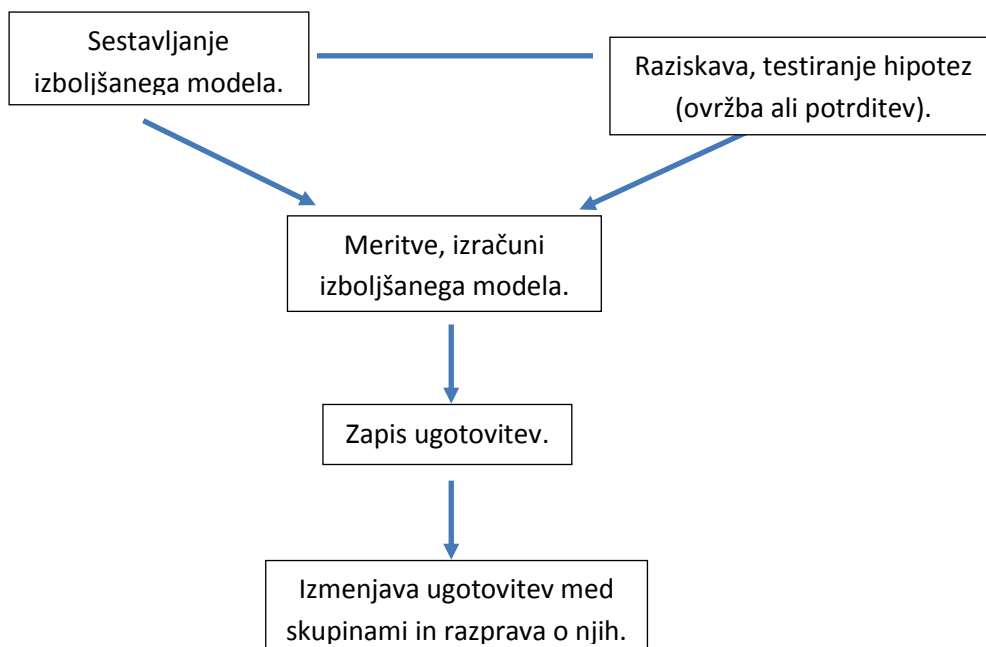 Sestavljanje
izboljšanega modela.
Raziskava, testiranje hipotez
(ovržba ali potrditev).
Meritve, izračuni
izboljšanega modela.
Zapis ugotovitev.
Izmenjava ugotovitev med
skupinami in razprava o njih.